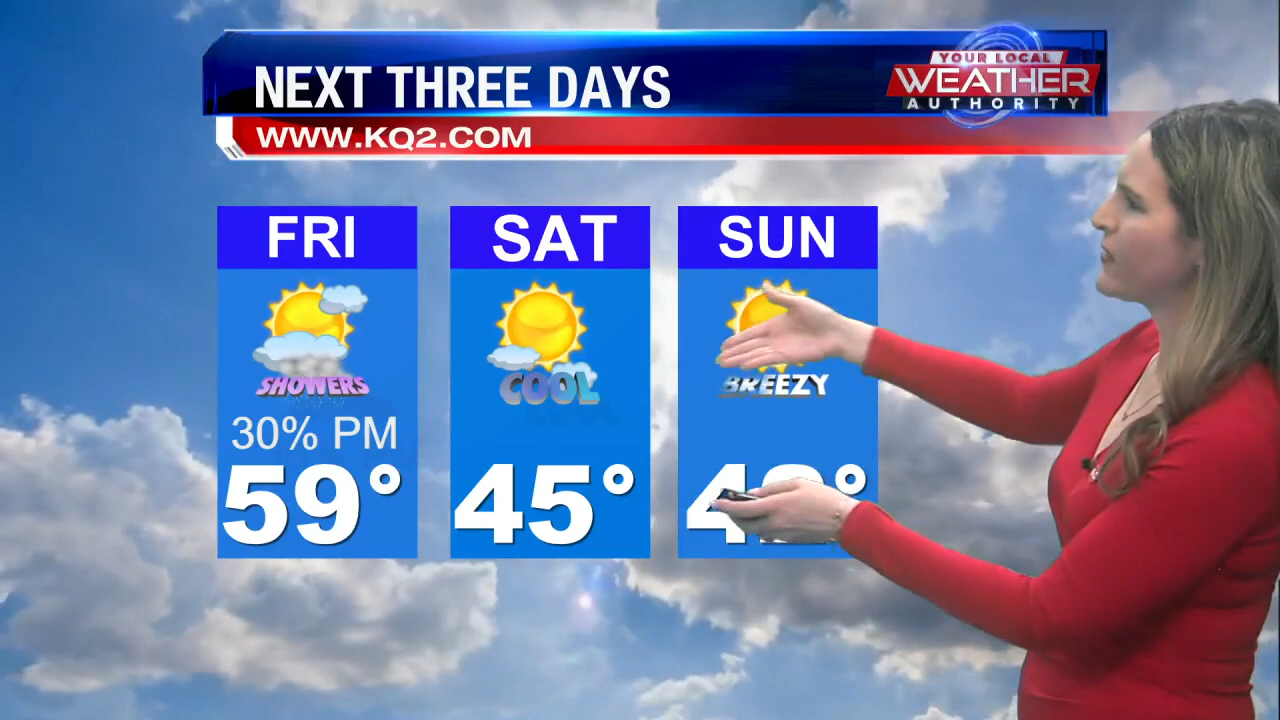 NEXT THREE DAYS
WWW.KQ2.COM
YOUR LOCAL
WEATHER
AUTHORITY
FRI
SAT
SUN
SHOWERS
COOL
BREEZY
30% PM
59°
45°